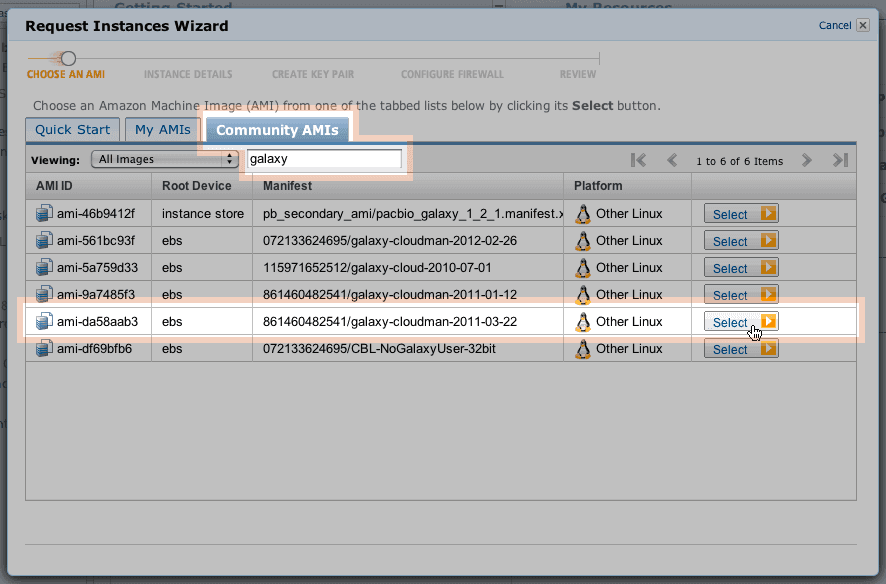 Getting Started
My Resources
Request Instances Wizard
Cancel
CHOOSE AN AMI INSTANCE DETAILS CREATE KEY PAIR CONFIGURE FIREWALL REVIEW
Choose an Amazon Machine Image (AMI) from one of the tabbed lists below by clicking its Select button.
Quick Start My AMIs Community AMIs
Viewing: All Images galaxy 1 to 6 of 6 Items
AMI ID Root Device Manifest Platform
ami-46b9412f instance store pb_secondary_ami/pacbio_galaxy_1_2_1.manifest.x Other Linux Select
ami-561bc93f ebs 072133624695/galaxy-cloudman-2012-02-26 Other Linux Select
ami-5a759d33 ebs 115971652512/galaxy-cloud-2010-07-01 Other Linux Select
ami-9a7485f3 ebs 861460482541/galaxy-cloudman-2011-01-12 Other Linux Select
ami-da58aab3 ebs 861460482541/galaxy-cloudman-2011-03-22 Other Linux Select
ami-df69bfb6 ebs 072133624695/CBL-NoGalaxyUser-32bit Other Linux Select